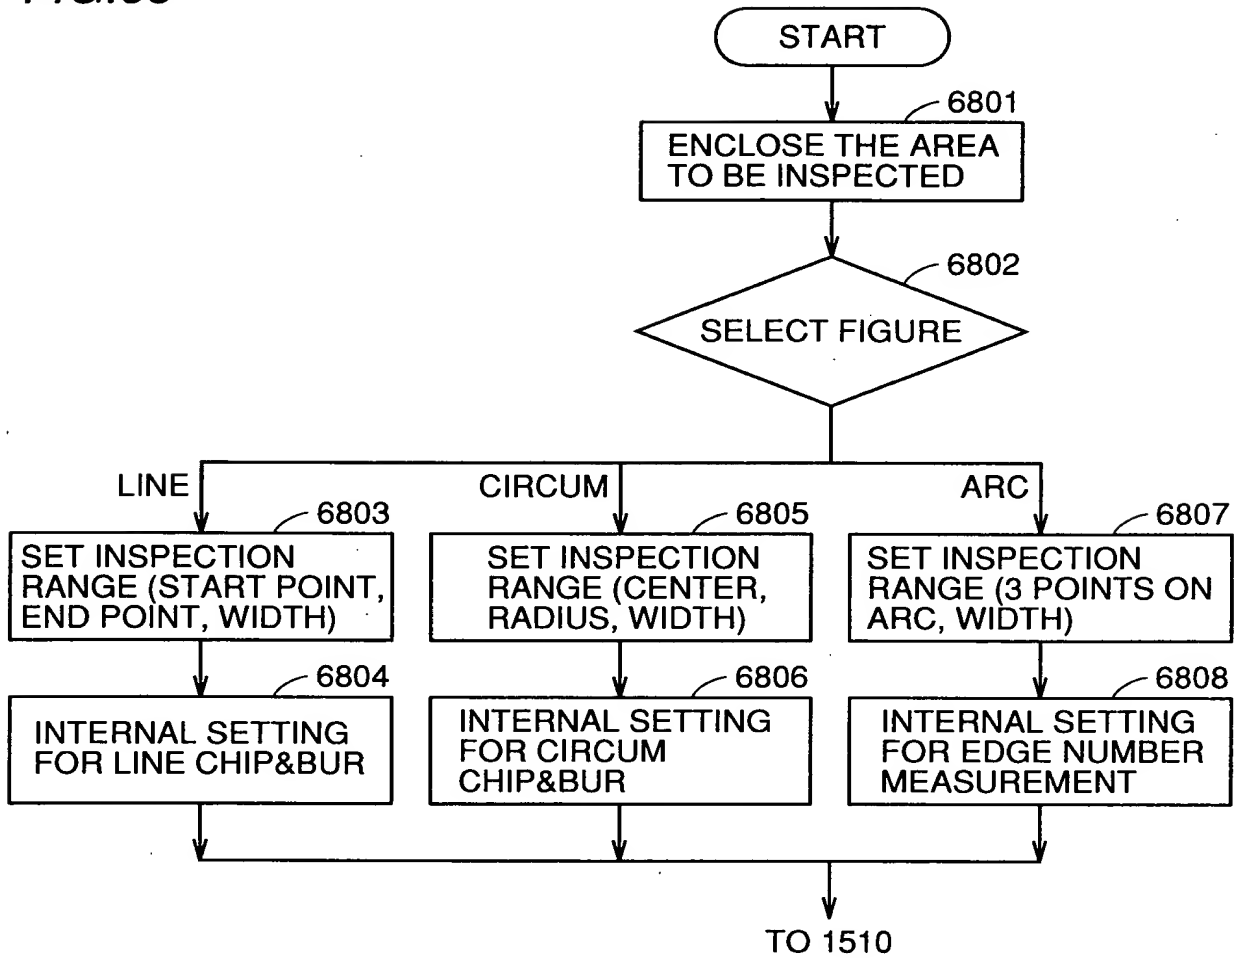 START
6801
ENCLOSE THE AREA
TO BE INSPECTED
6802
SELECT FIGURE
LINE
CIRCUM
ARC
6803
SET INSPECTION
RANGE (START POINT,
END POINT, WIDTH)
6805
SET INSPECTION
RANGE (CENTER,
RADIUS, WIDTH)
6807
SET INSPECTION
RANGE (3 POINTS ON
ARC, WIDTH)
6804
INTERNAL SETTING
FOR LINE CHIP&BUR
6806
INTERNAL SETTING
FOR CIRCUM
CHIP&BUR
6808
INTERNAL SETTING
FOR EDGE NUMBER
MEASUREMENT
TO 1510